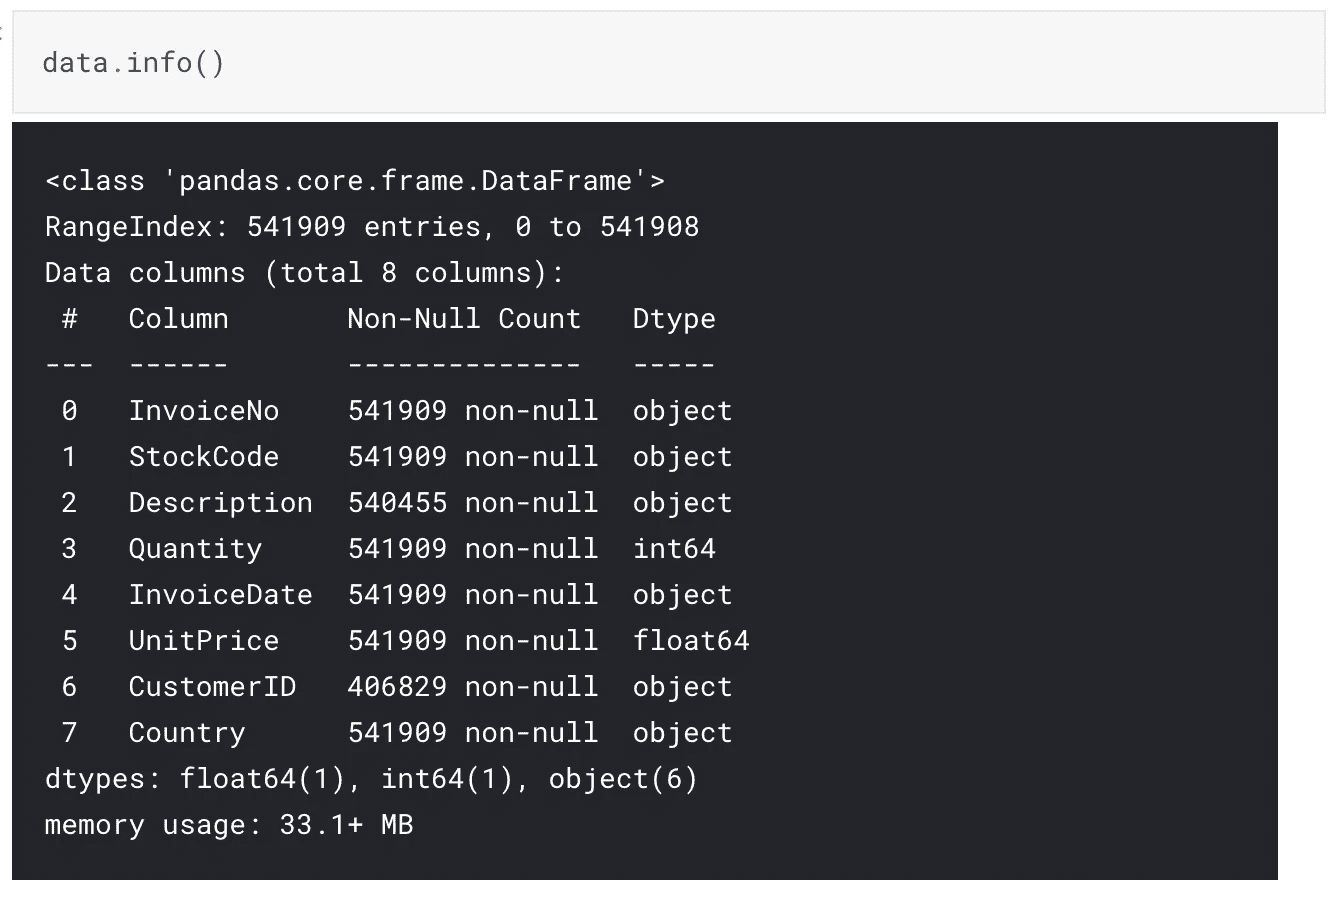 data.info()
<class 'pandas.core.frame.DataFrame'>
RangeIndex: 541909 entries, 0 to 541908
Data columns (total 8 columns):
 #   Column       Non-Null Count   Dtype
---  ------       --------------   -----
 0   InvoiceNo    541909 non-null  object
 1   StockCode    541909 non-null  object
 2   Description  540455 non-null  object
 3   Quantity     541909 non-null  int64
 4   InvoiceDate  541909 non-null  object
 5   UnitPrice    541909 non-null  float64
 6   CustomerID   406829 non-null  object
 7   Country      541909 non-null  object
dtypes: float64(1), int64(1), object(6)
memory usage: 33.1+ MB